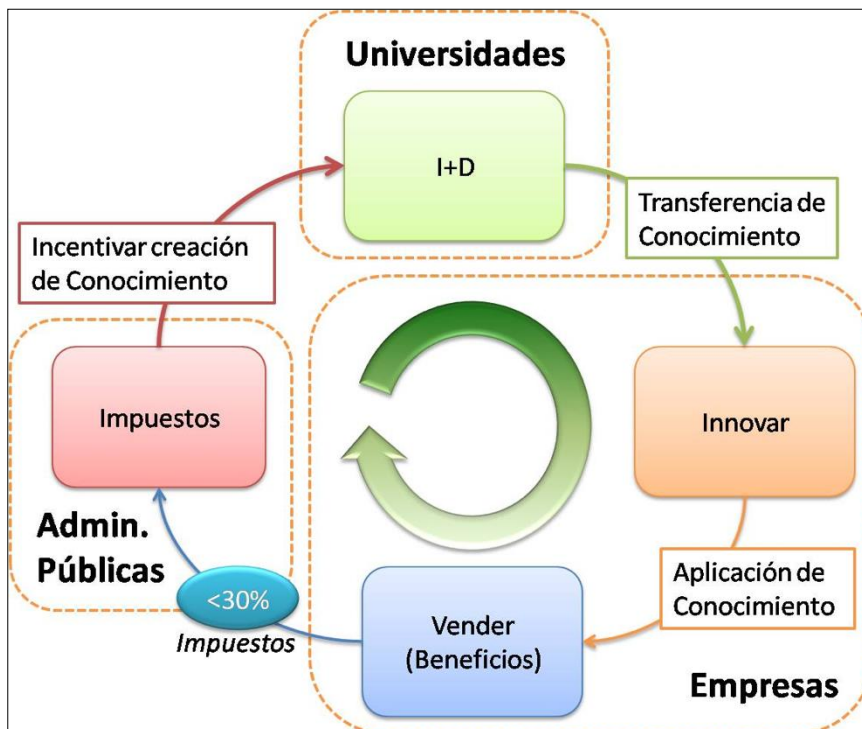 Universidades
I+D
Transferencia de
Conocimiento
Incentivar creación
de Conocimiento
Impuestos
Innovar
Admin.
Públicas
<30%
Impuestos
Vender
(Beneficios)
Aplicación de
Conocimiento
Empresas